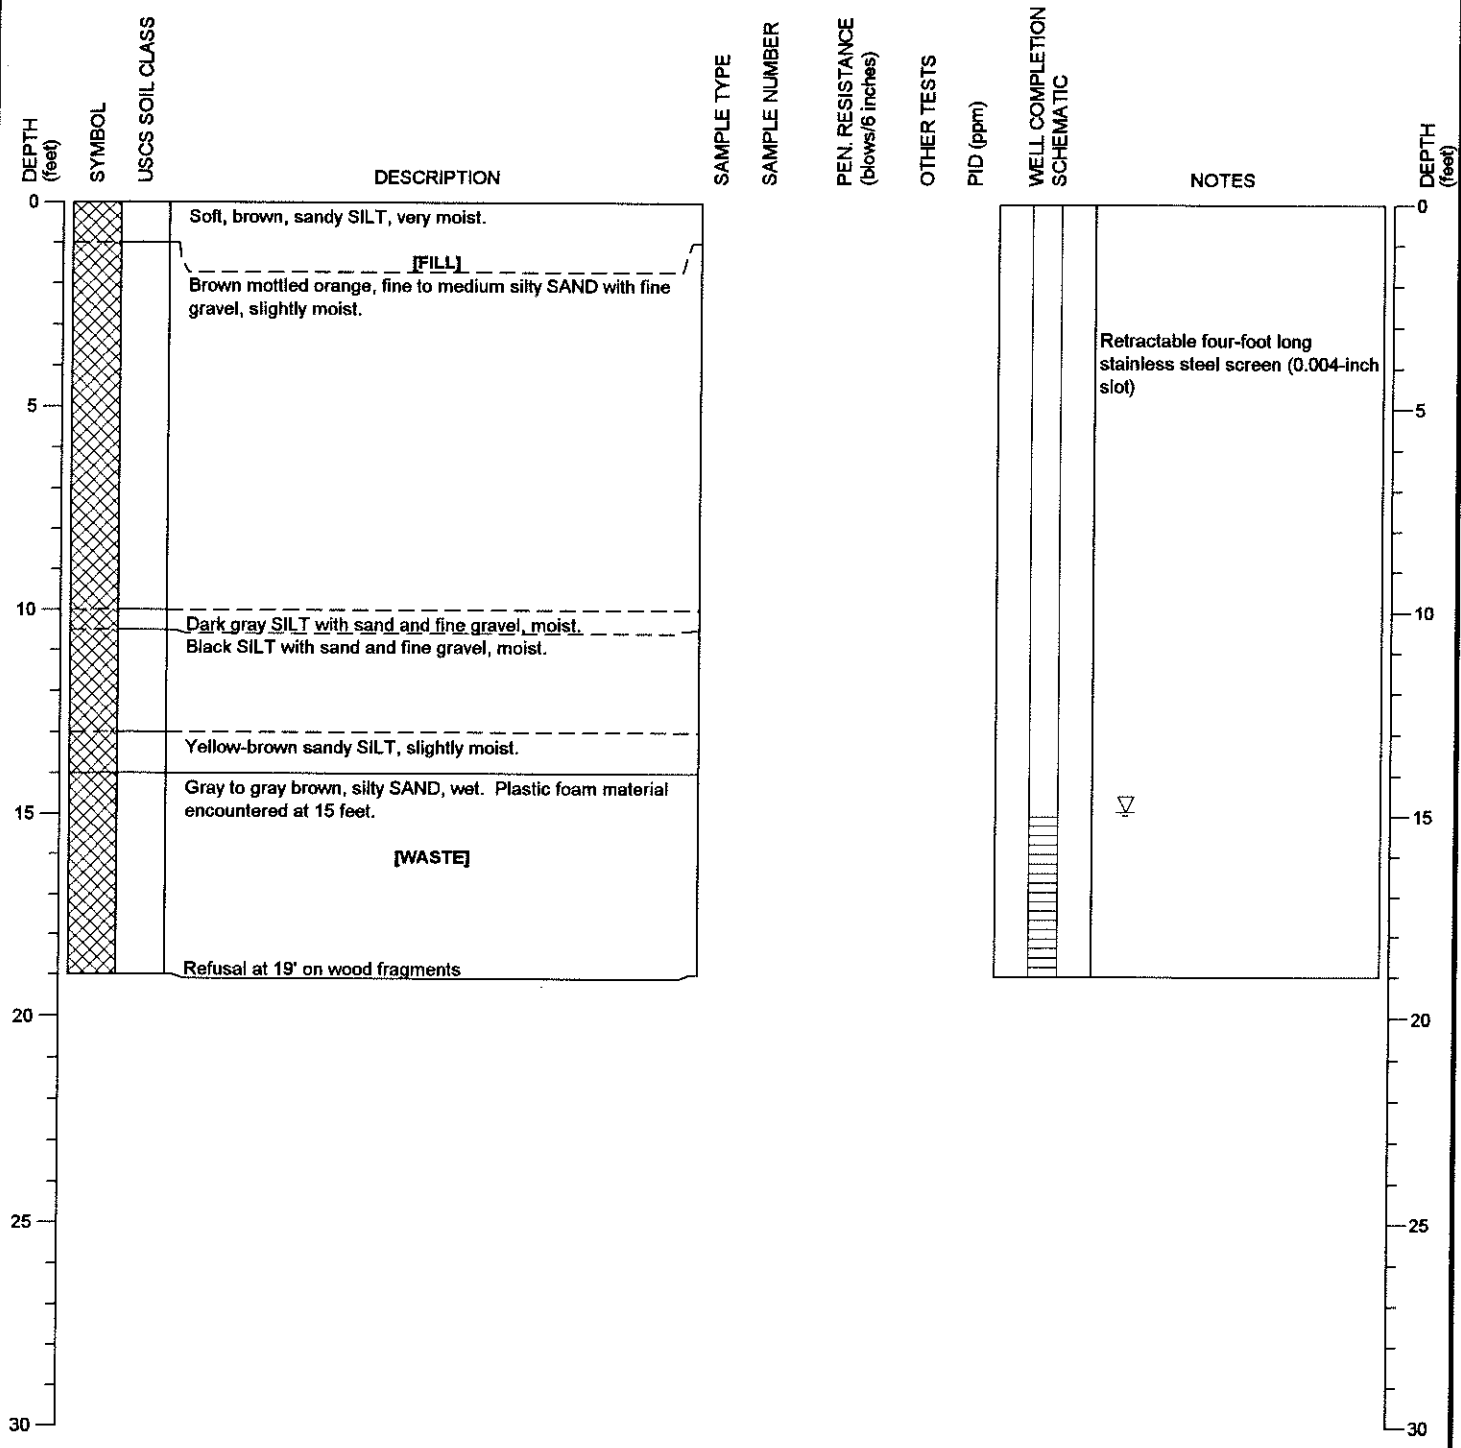 DEPTH
(feet)
SYMBOL
USCS SOIL CLASS
DESCRIPTION
SAMPLE TYPE
SAMPLE NUMBER
PEN. RESISTANCE
(blows/6 inches)
OTHER TESTS
PID (ppm)
WELL COMPLETION
SCHEMATIC
NOTES
DEPTH
(feet)
0
Soft, brown, sandy SILT, very moist.
0
[FILL]
Brown mottled orange, fine to medium silty SAND with fine
gravel, slightly moist.
Retractable four-foot long
stainless steel screen (0.004-inch
slot)
5
5
10
10
Dark gray SILT with sand and fine gravel, moist.
Black SILT with sand and fine gravel, moist.
Yellow-brown sandy SILT, slightly moist.
Gray to gray brown, silty SAND, wet. Plastic foam material
encountered at 15 feet.
15
15
[WASTE]
Refusal at 19' on wood fragments
20
20
25
25
30
30